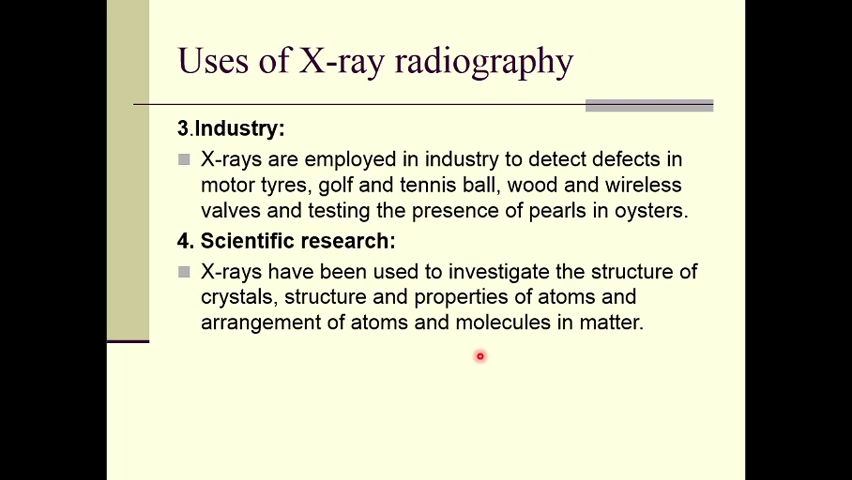 Uses of X-ray radiography
3.Industry:
X-rays are employed in industry to detect defects in
motor tyres, golf and tennis ball, wood and wireless
valves and testing the presence of pearls in oysters.
4. Scientific research:
X-rays have been used to investigate the structure of
crystals, structure and properties of atoms and
arrangement of atoms and molecules in matter.